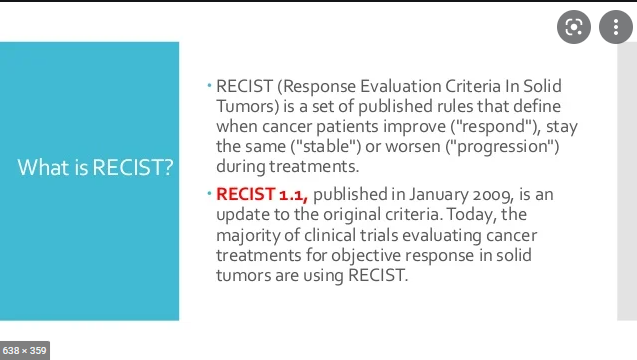 What is RECIST?
• RECIST (Response Evaluation Criteria In Solid
Tumors) is a set of published rules that define
when cancer patients improve ("respond"), stay
the same ("stable") or worsen ("progression")
during treatments.
• RECIST 1.1, published in January 2009, is an
update to the original criteria. Today, the
majority of clinical trials evaluating cancer
treatments for objective response in solid
tumors are using RECIST.
638 × 359